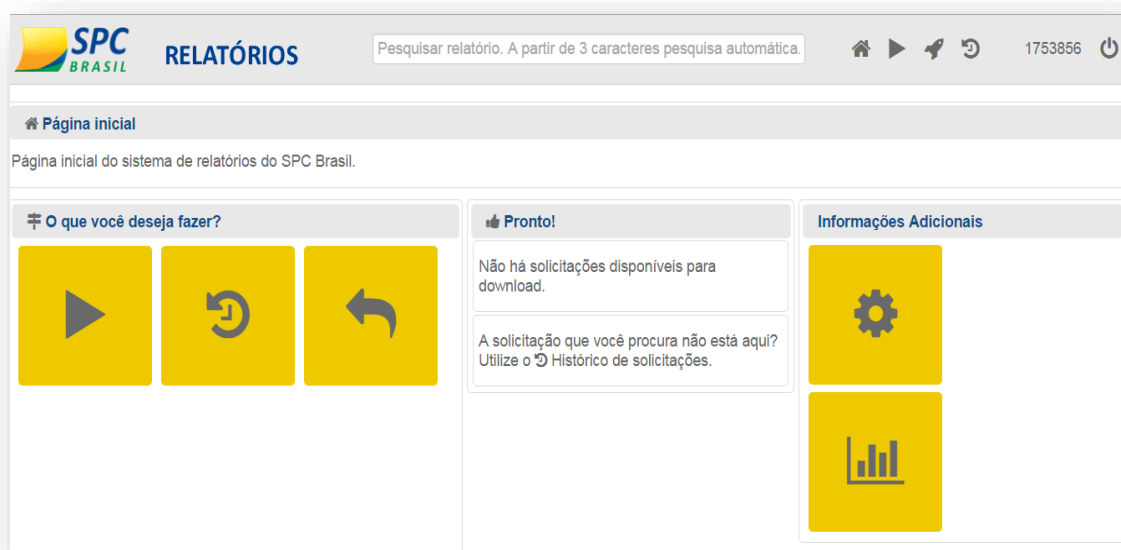 SPC
BRASIL
RELATÓRIOS
Pesquisar relatório. A partir de 3 caracteres pesquisa automática.
1753856
Página inicial
Página inicial do sistema de relatórios do SPC Brasil.
O que você deseja fazer?
Pronto!
Não há solicitações disponíveis para
download.
A solicitação que você procura não está aqui?
Utilize o Histórico de solicitações.
Informações Adicionais